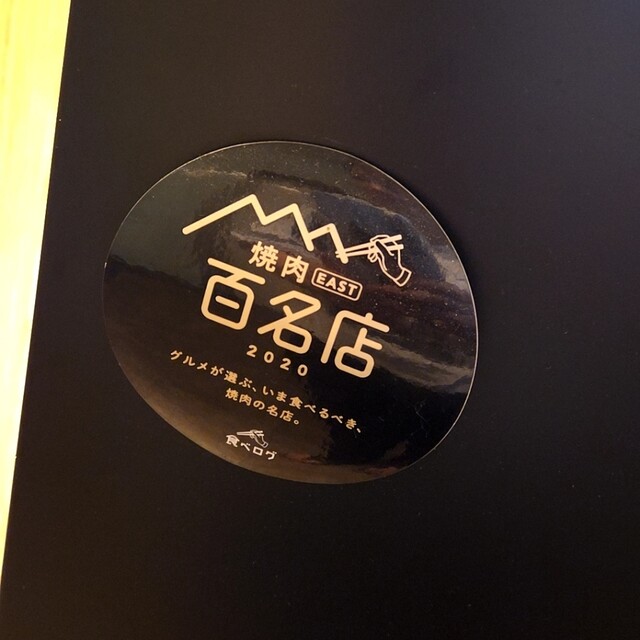 焼肉 EAST
百名店
2020
グルメが選ぶ、いま食べるべき、
焼肉の名店。
食べログ